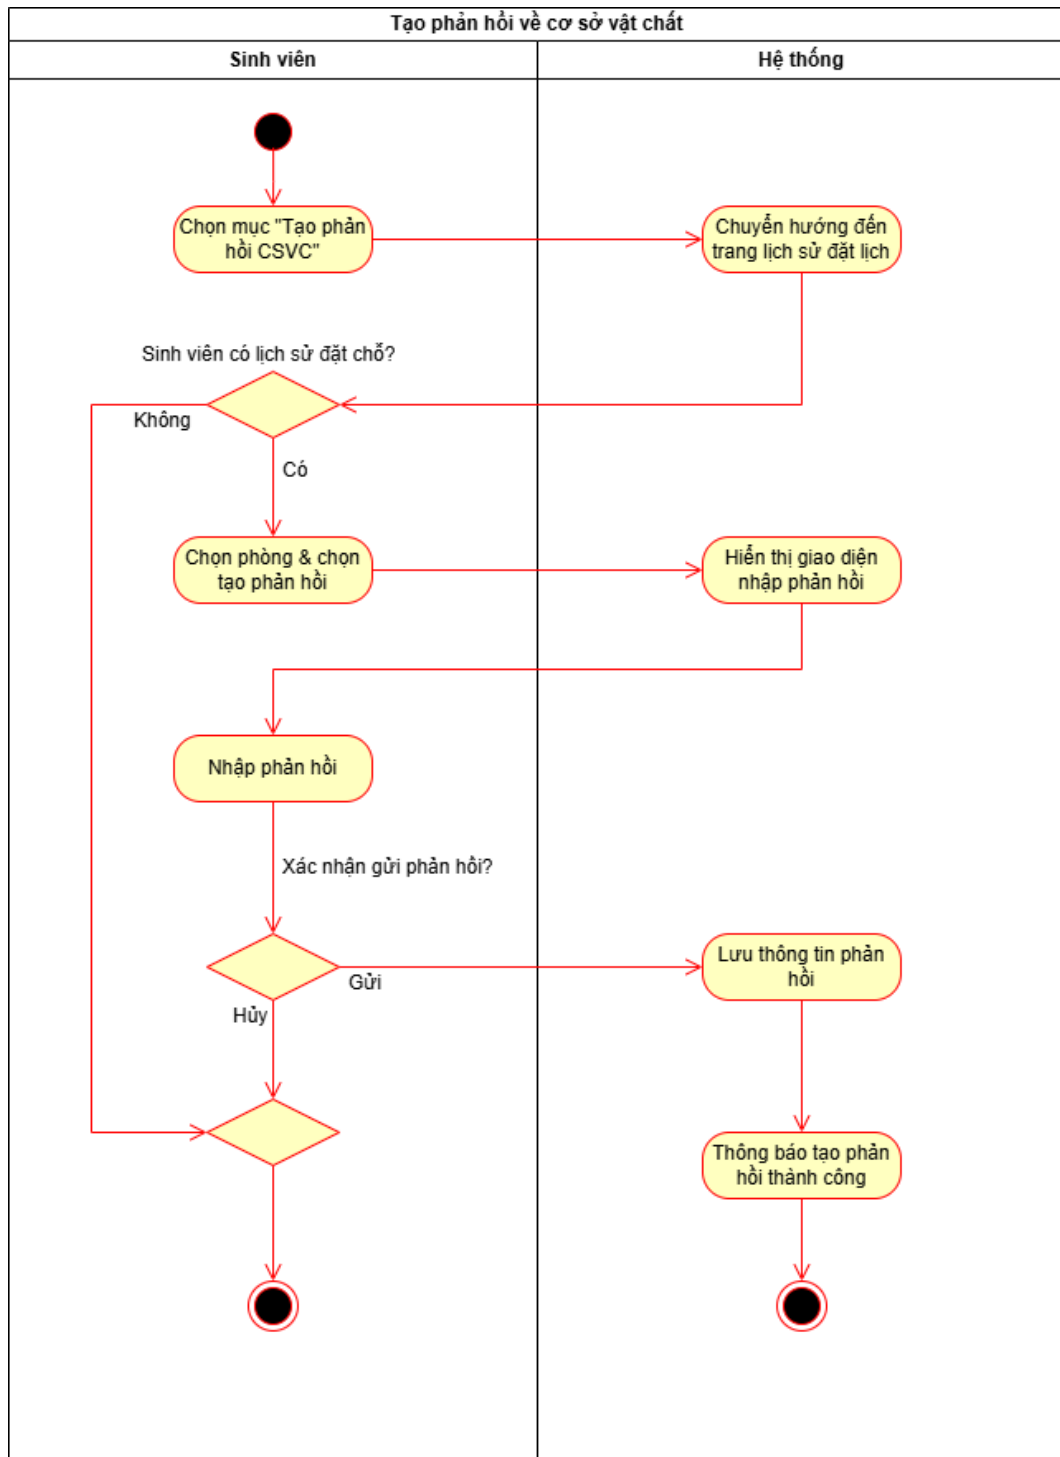 Tạo phản hồi về cơ sở vật chất
Sinh viên
Hệ thống
Chọn mục "Tạo phản
hồi CSVC"
Chuyển hướng đến
trang lịch sử đặt lịch
Sinh viên có lịch sử đặt chỗ?
Không
Có
Chọn phòng & chọn
tạo phản hồi
Hiển thị giao diện
nhập phản hồi
Nhập phản hồi
Xác nhận gửi phản hồi?
Gửi
Hủy
Lưu thông tin phản
hồi
Thông báo tạo phản
hồi thành công